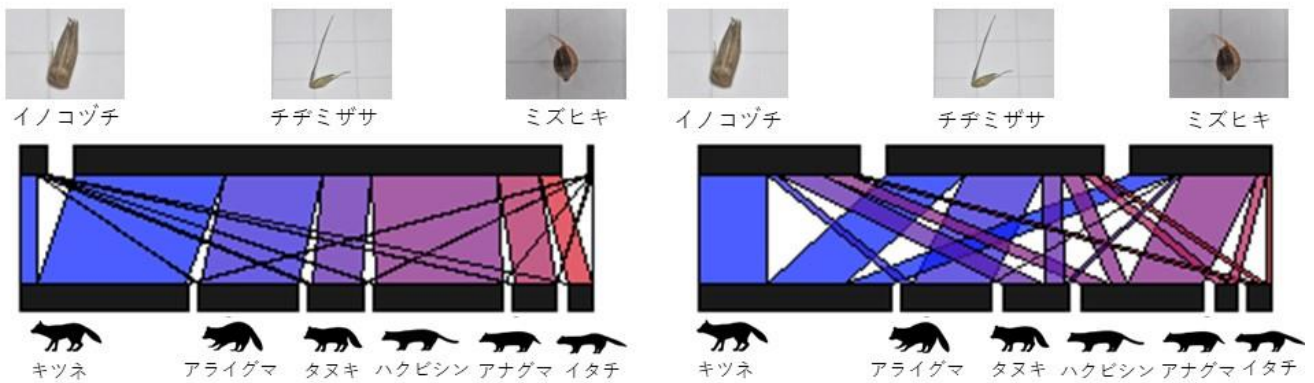 イノコヅチ チヂミザサ ミズヒキ イノコヅチ チヂミザサ ミズヒキ
キツネ アライグマ タヌキ ハクビシン アナグマ イタチ キツネ アライグマ タヌキ ハクビシン アナグマ イタチ